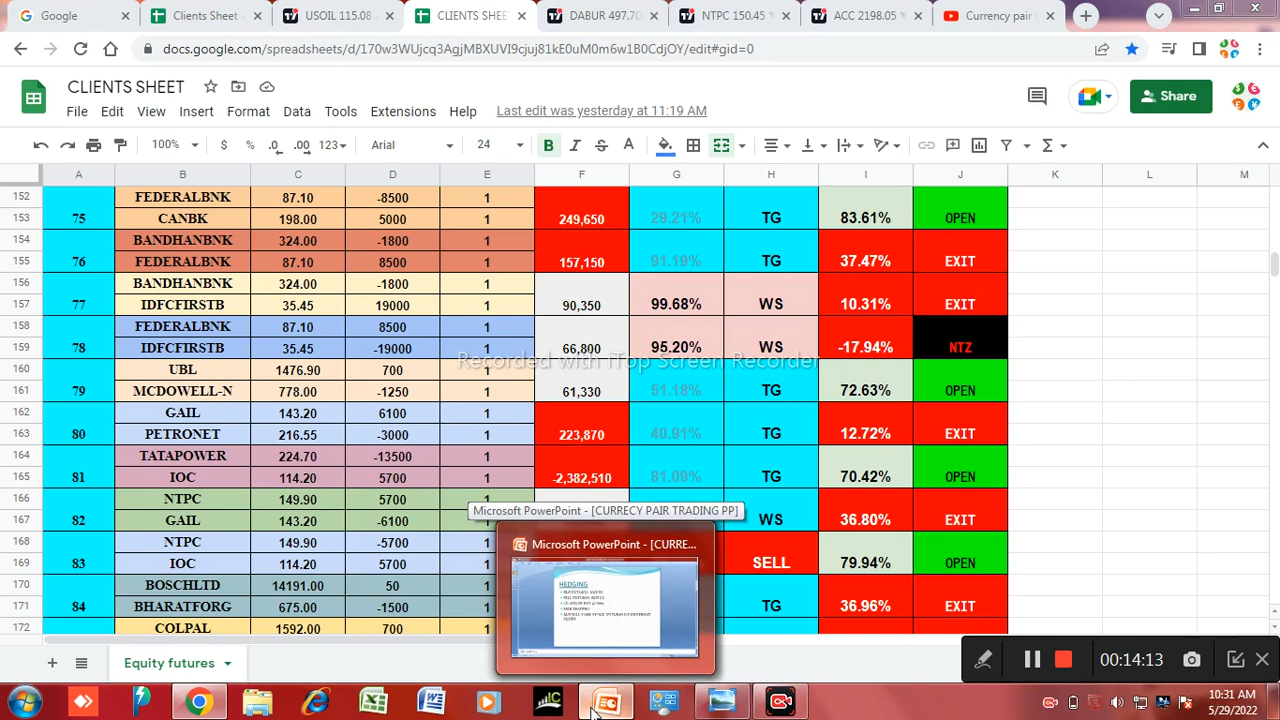 Google
Clients Sheet -
USOIL 115.08
CLIENTS SHEE
DABUR 497.70
NTPC 150.45
ACC 2198.05
Currency pair t
docs.google.com/spreadsheets/d/170w3WUjcq3AgjMBXUVI9cjuj81kE0uM0m6w1B0CdjOY/edit#gid=0
CLIENTS SHEET
File Edit View Insert Format Data Tools Extensions Help Last edit was yesterday at 11:19 AM
Share
100% $ % .0 .00 123 Arial 24 B I S A
A B C D E F G H I J K L M
152 FEDERALBNK 87.10 -8500 1
153 75 CANBK 198.00 5000 1 249,650 29.21% TG 83.61% OPEN
154 BANDHANBNK 324.00 -1800 1
155 76 FEDERALBNK 87.10 8500 1 157,150 91.19% TG 37.47% EXIT
156 BANDHANBNK 324.00 -1800 1
157 77 IDFCFIRSTB 35.45 19000 1 90,350 99.68% WS 10.31% EXIT
158 FEDERALBNK 87.10 8500 1
159 78 IDFCFIRSTB 35.45 -19000 1 66,800 95.20% WS -17.94% NTZ
Recorded with iTop Screen Recorder
160 UBL 1476.90 700 1
161 79 MCDOWELL-N 778.00 -1250 1 61,330 51.18% TG 72.63% OPEN
162 GAIL 143.20 6100 1
163 80 PETRONET 216.55 -3000 1 223,870 40.91% TG 12.72% EXIT
164 TATAPOWER 224.70 -13500 1
165 81 IOC 114.20 5700 1 -2,382,510 81.09% TG 70.42% OPEN
166 NTPC 149.90 5700 1
167 82 GAIL 143.20 -6100 1 WS 36.80% EXIT
168 NTPC 149.90 -5700 1
169 83 IOC 114.20 5700 SELL 79.94% OPEN
170 BOSCHLTD 14191.00 50 1
171 84 BHARATFORG 675.00 -1500 1 TG 36.96% EXIT
172 COLPAL 1592.00 700 1
Microsoft PowerPoint - [CURRECY PAIR TRADING PP]
Microsoft PowerPoint - [CURRE...
HEDGING
Equity futures
00:14:13
10:31 AM
5/29/2022